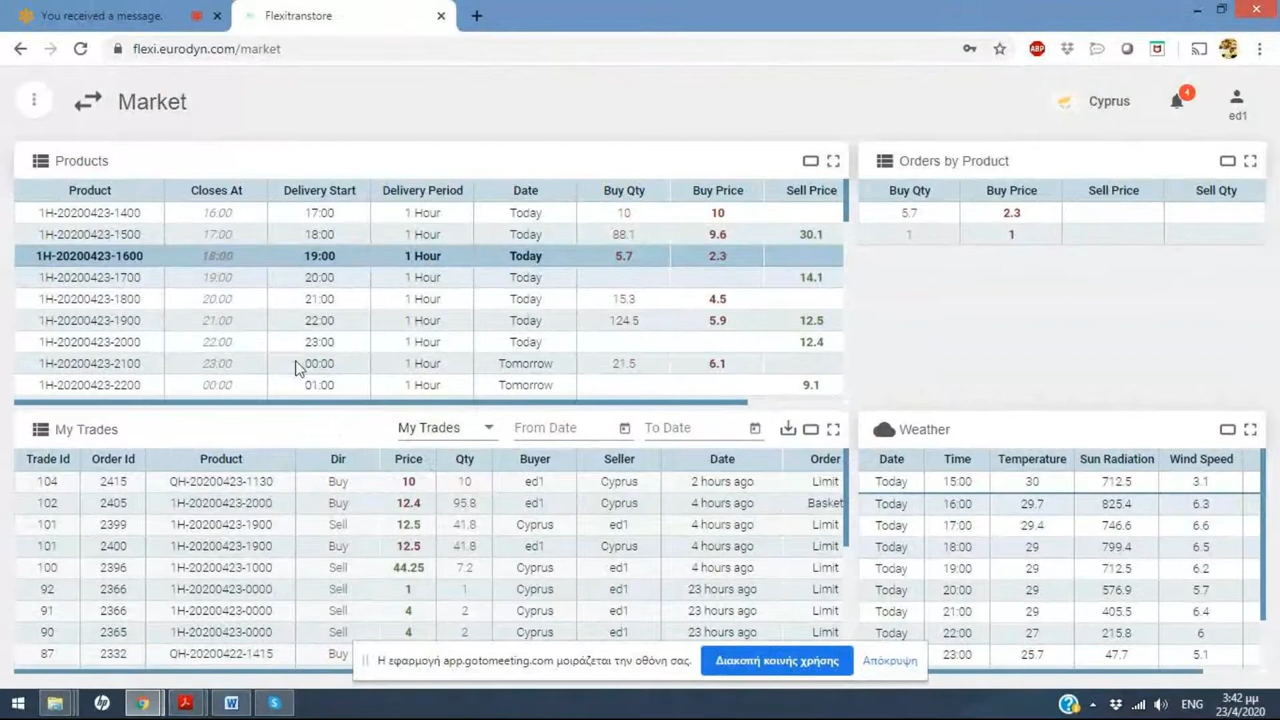 You received a message.
Flexitranstore
flexi.eurodyn.com/market
ABP
Market
Cyprus
4
ed1
Products
Product Closes At Delivery Start Delivery Period Date Buy Qty Buy Price Sell Price
1H-20200423-1400 16:00 17:00 1 Hour Today 10 10
1H-20200423-1500 17:00 18:00 1 Hour Today 88.1 9.6 30.1
1H-20200423-1600 18:00 19:00 1 Hour Today 5.7 2.3
1H-20200423-1700 19:00 20:00 1 Hour Today 14.1
1H-20200423-1800 20:00 21:00 1 Hour Today 15.3 4.5
1H-20200423-1900 21:00 22:00 1 Hour Today 124.5 5.9 12.5
1H-20200423-2000 22:00 23:00 1 Hour Today 12.4
1H-20200423-2100 23:00 00:00 1 Hour Tomorrow 21.5 6.1
1H-20200423-2200 00:00 01:00 1 Hour Tomorrow 9.1
Orders by Product
Buy Qty Buy Price Sell Price Sell Qty
5.7 2.3
1 1
My Trades
My Trades From Date To Date
Trade Id Order Id Product Dir Price Qty Buyer Seller Date Order
104 2415 QH-20200423-1130 Buy 10 10 ed1 Cyprus 2 hours ago Limit
102 2405 1H-20200423-2000 Buy 12.4 95.8 ed1 Cyprus 4 hours ago Basket
101 2399 1H-20200423-1900 Sell 12.5 41.8 Cyprus ed1 4 hours ago Limit
101 2400 1H-20200423-1900 Buy 12.5 41.8 Cyprus ed1 4 hours ago Limit
100 2396 1H-20200423-1000 Sell 44.25 7.2 Cyprus ed1 4 hours ago Limit
92 2366 1H-20200423-0000 Sell 1 1 Cyprus ed1 23 hours ago Limit
91 2366 1H-20200423-0000 Sell 4 2 Cyprus ed1 23 hours ago Limit
90 2365 1H-20200423-0000 Sell 4 2 Cyprus ed1 23 hours ago Limit
87 2332 QH-20200422-1415 Buy
Weather
Date Time Temperature Sun Radiation Wind Speed
Today 15:00 30 712.5 3.1
Today 16:00 29.7 825.4 6.3
Today 17:00 29.4 746.6 6.6
Today 18:00 29 799.4 6.5
Today 19:00 29 712.5 6.2
Today 20:00 29 576.9 5.7
Today 21:00 29 405.5 6.4
Today 22:00 27 215.8 6
Today 23:00 25.7 47.7 5.1
Η εφαρμογή app.gotomeeting.com μοιράζεται την οθόνη σας. Διακοπή κοινής χρήσης Απόκρυψη
ENG 3:42 μμ
23/4/2020